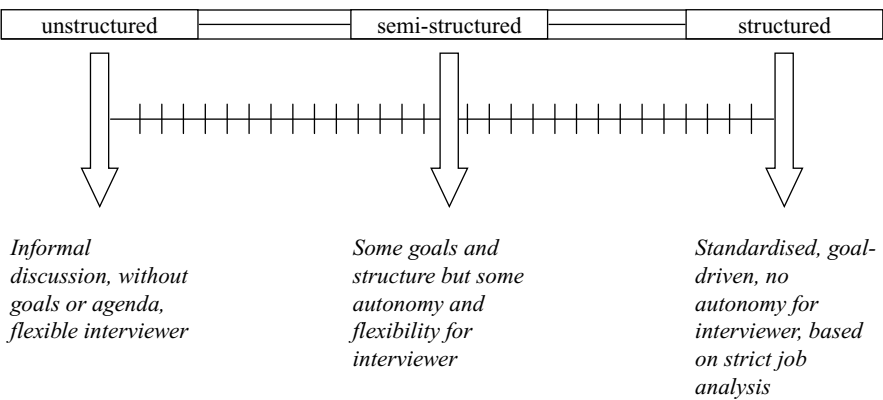 unstructured
semi-structured
structured
Informal
discussion, without
goals or agenda,
flexible interviewer
Some goals and
structure but some
autonomy and
flexibility for
interviewer
Standardised, goal-
driven, no
autonomy for
interviewer, based
on strict job
analysis